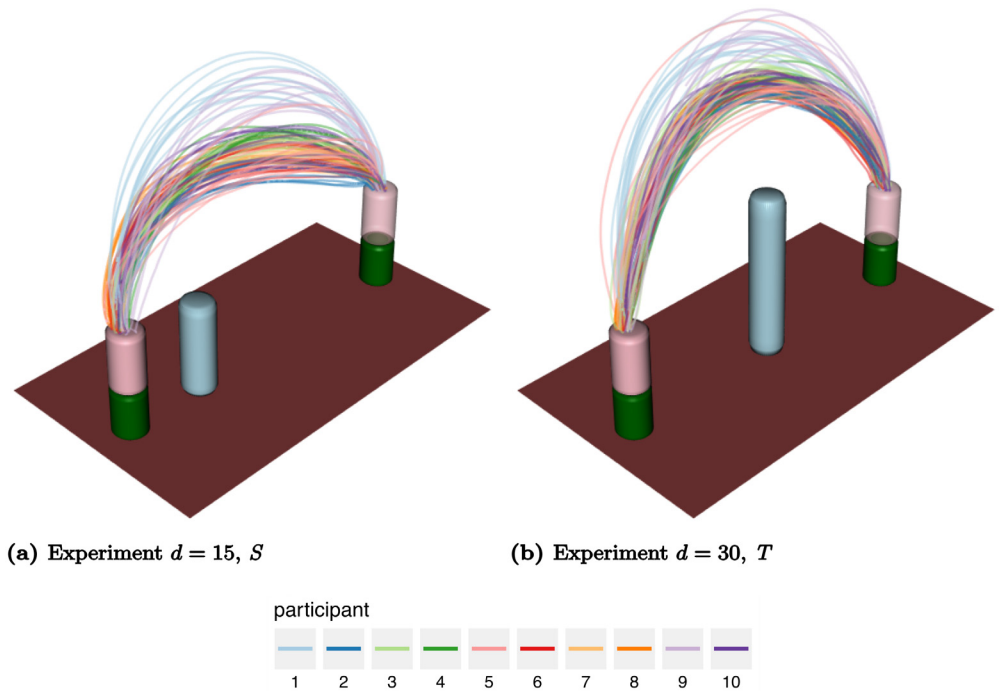 (a) Experiment d = 15, S
(b) Experiment d = 30, T
participant
1 2 3 4 5 6 7 8 9 10